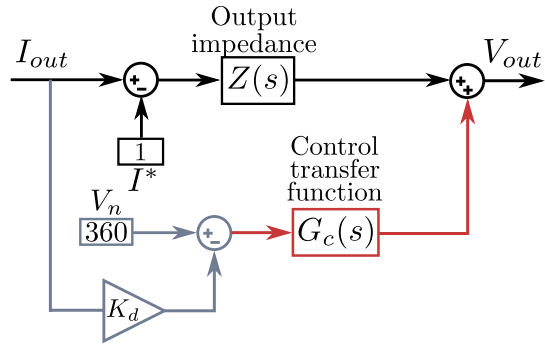 Output
impedance
I_out
Z(s)
V_out
1
I*
Control
transfer
function
V_n
360
G_c(s)
K_d